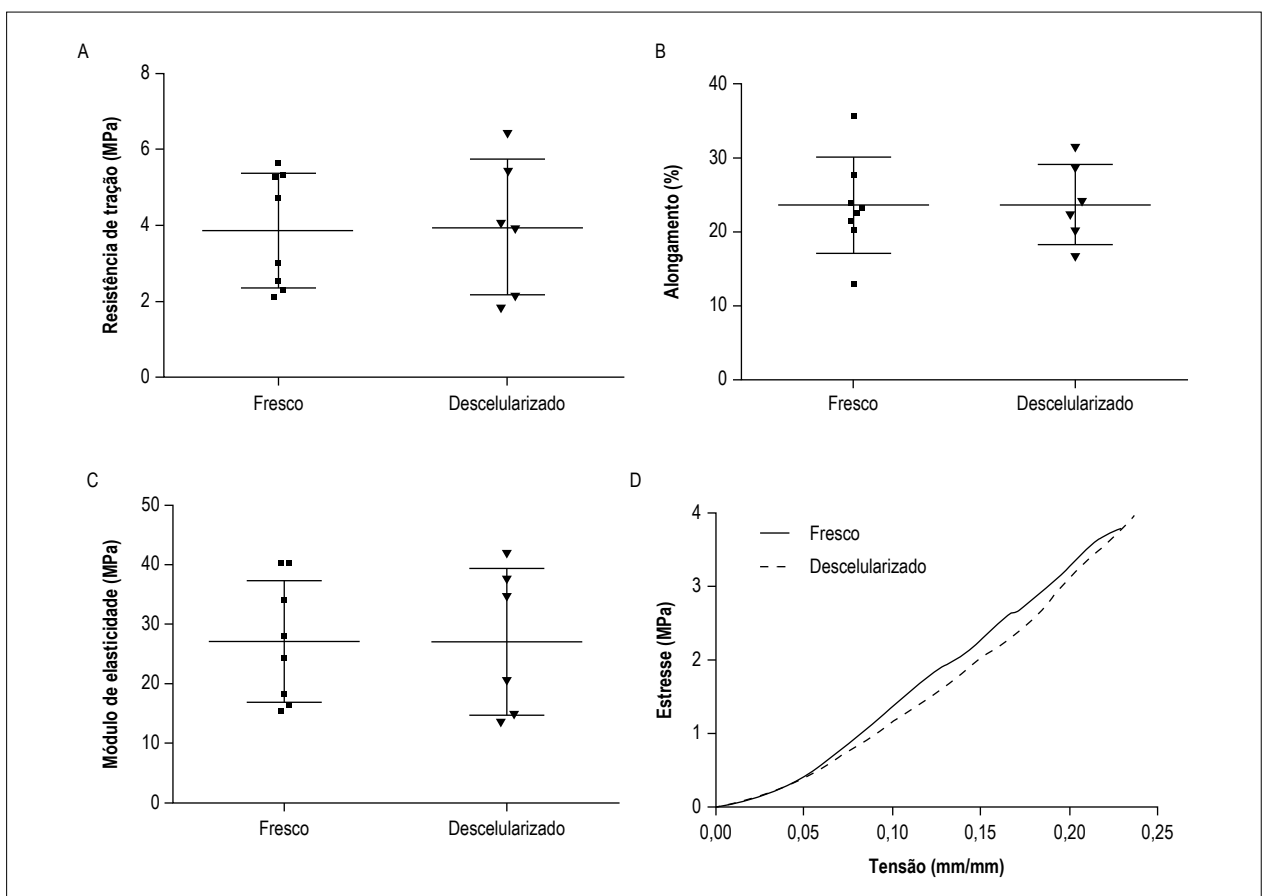 A
Resistência de tração (MPa)
8
6
4
2
0
Fresco
Descelularizado
B
Alongamento (%)
40
30
20
10
0
Fresco
Descelularizado
C
Módulo de elasticidade (MPa)
50
40
30
20
10
0
Fresco
Descelularizado
D
Estresse (MPa)
4
3
2
1
0
Fresco
Descelularizado
0,00
0,05
0,10
0,15
0,20
0,25
Tensão (mm/mm)